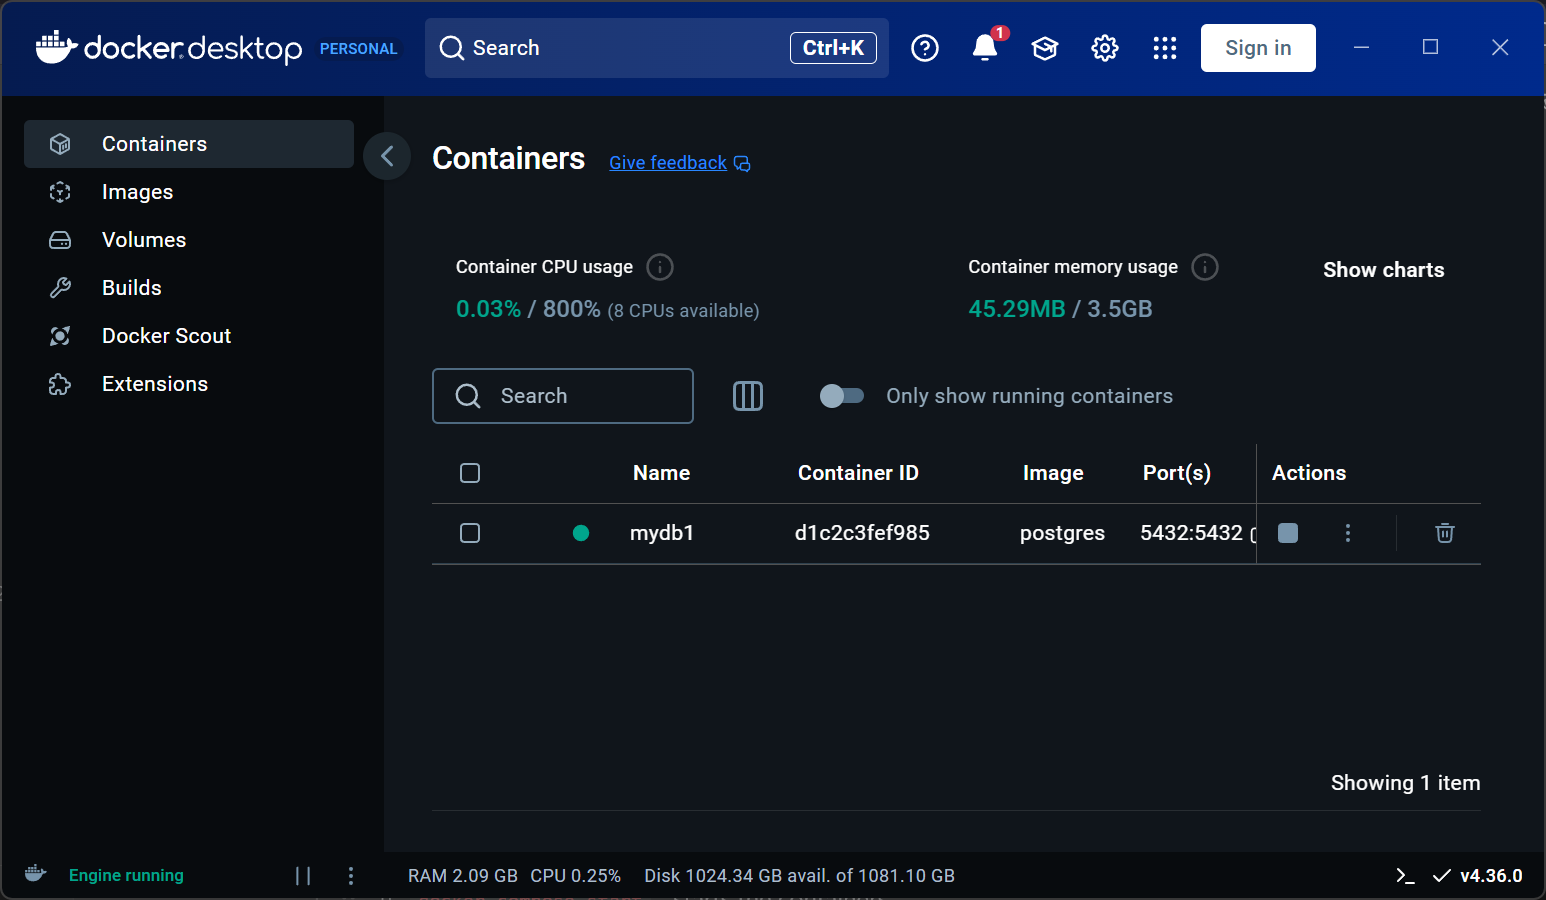 docker desktop PERSONAL
Search Ctrl+K
1
Sign in
Containers
Images
Volumes
Builds
Docker Scout
Extensions
Containers Give feedback
Container CPU usage
0.03% / 800% (8 CPUs available)
Container memory usage
45.29MB / 3.5GB
Show charts
Search
Only show running containers
Name Container ID Image Port(s) Actions
mydb1 d1c2c3fef985 postgres 5432:5432
Showing 1 item
Engine running
RAM 2.09 GB CPU 0.25% Disk 1024.34 GB avail. of 1081.10 GB
v4.36.0